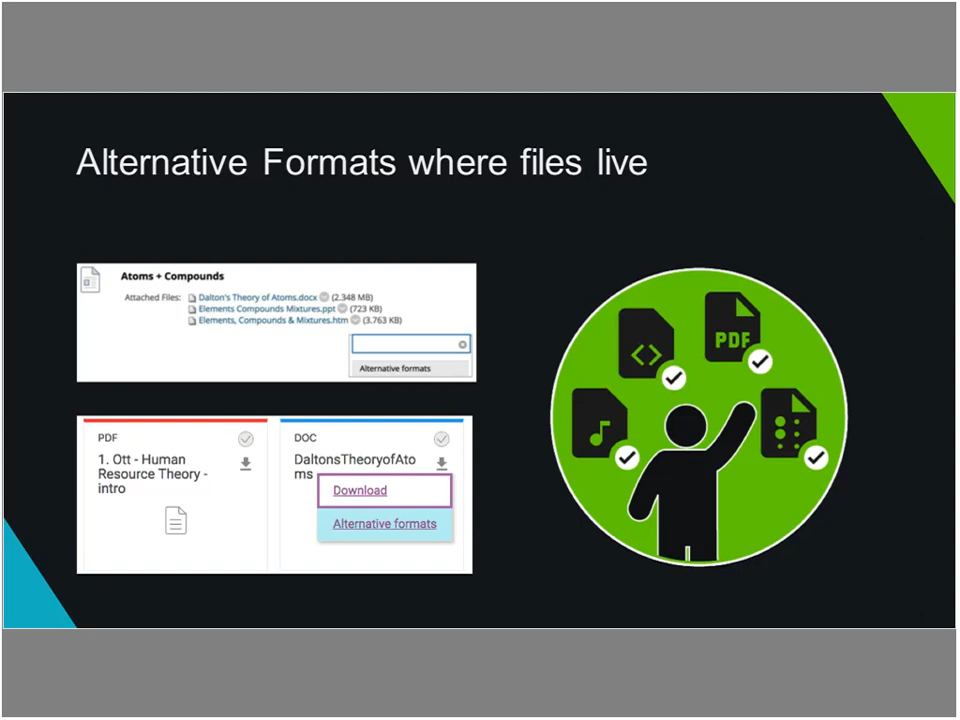 Alternative Formats where files live
Atoms + Compounds
Attached Files: Dalton's Theory of Atoms.docx (2.348 MB)
Elements Compounds Mixtures.ppt (723 KB)
Elements, Compounds & Mixtures.htm (3.763 KB)
Alternative formats
PDF
1. Ott - Human
Resource Theory -
intro
DOC
DaltonsTheoryofAto
ms
Download
Alternative formats
PDF